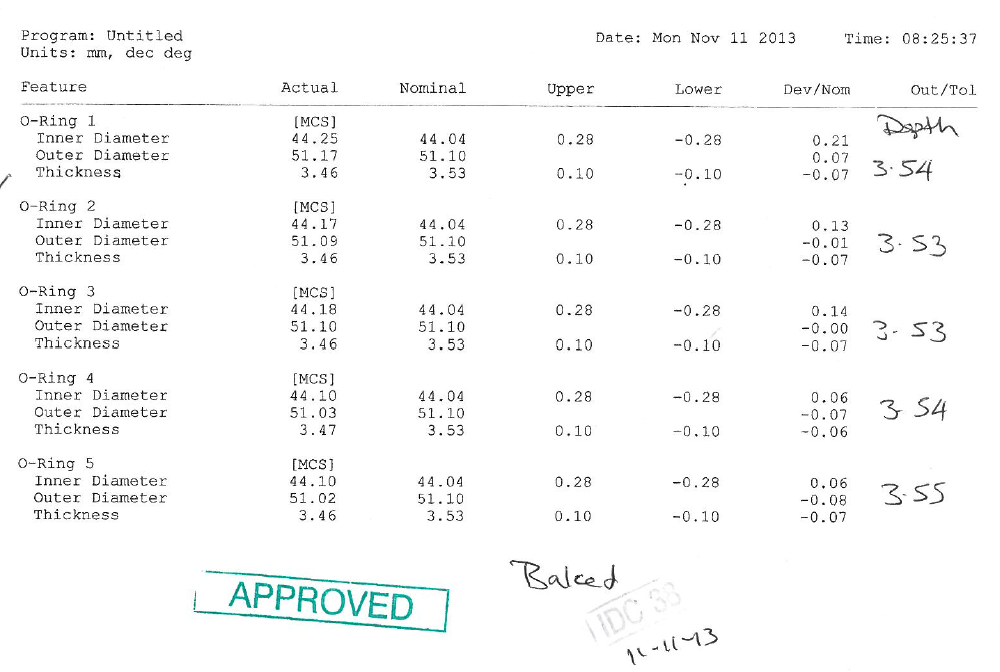 Program: Untitled Date: Mon Nov 11 2013 Time: 08:25:37
Units: mm, dec deg
Feature Actual Nominal Upper Lower Dev/Nom Out/Tol
O-Ring 1 [MCS] Depth
Inner Diameter 44.25 44.04 0.28 -0.28 0.21
Outer Diameter 51.17 51.10 0.07
Thickness 3.46 3.53 0.10 -0.10 -0.07 3.54
O-Ring 2 [MCS]
Inner Diameter 44.17 44.04 0.28 -0.28 0.13
Outer Diameter 51.09 51.10 -0.01 3.53
Thickness 3.46 3.53 0.10 -0.10 -0.07
O-Ring 3 [MCS]
Inner Diameter 44.18 44.04 0.28 -0.28 0.14
Outer Diameter 51.10 51.10 -0.00 3.53
Thickness 3.46 3.53 0.10 -0.10 -0.07
O-Ring 4 [MCS]
Inner Diameter 44.10 44.04 0.28 -0.28 0.06
Outer Diameter 51.03 51.10 -0.07 3.54
Thickness 3.47 3.53 0.10 -0.10 -0.06
O-Ring 5 [MCS]
Inner Diameter 44.10 44.04 0.28 -0.28 0.06
Outer Diameter 51.02 51.10 -0.08 3.55
Thickness 3.46 3.53 0.10 -0.10 -0.07
Baked
APPROVED
IDC 38
11-11-13